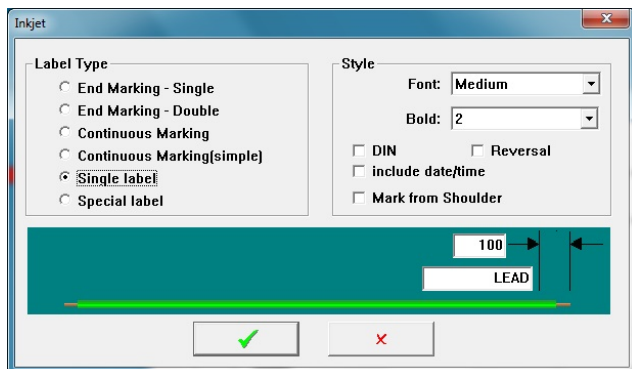 Inkjet
Label Type
End Marking - Single
End Marking - Double
Continuous Marking
Continuous Marking(simple)
Single label
Special label
Style
Font: Medium
Bold: 2
DIN Reversal
include date/time
Mark from Shoulder
100
LEAD